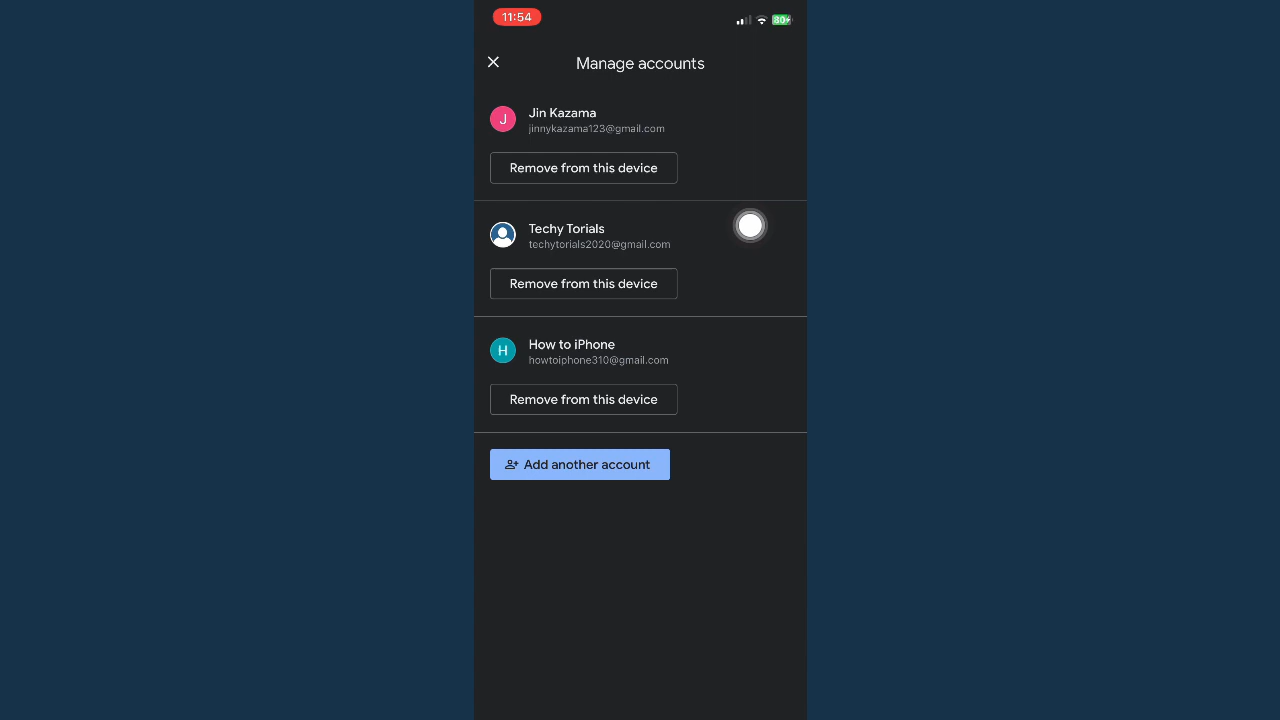 11:54
80
Manage accounts
J
Jin Kazama
jinnykazama123@gmail.com
Remove from this device
Techy Torials
techytorials2020@gmail.com
Remove from this device
H
How to iPhone
howtoiphone310@gmail.com
Remove from this device
Add another account